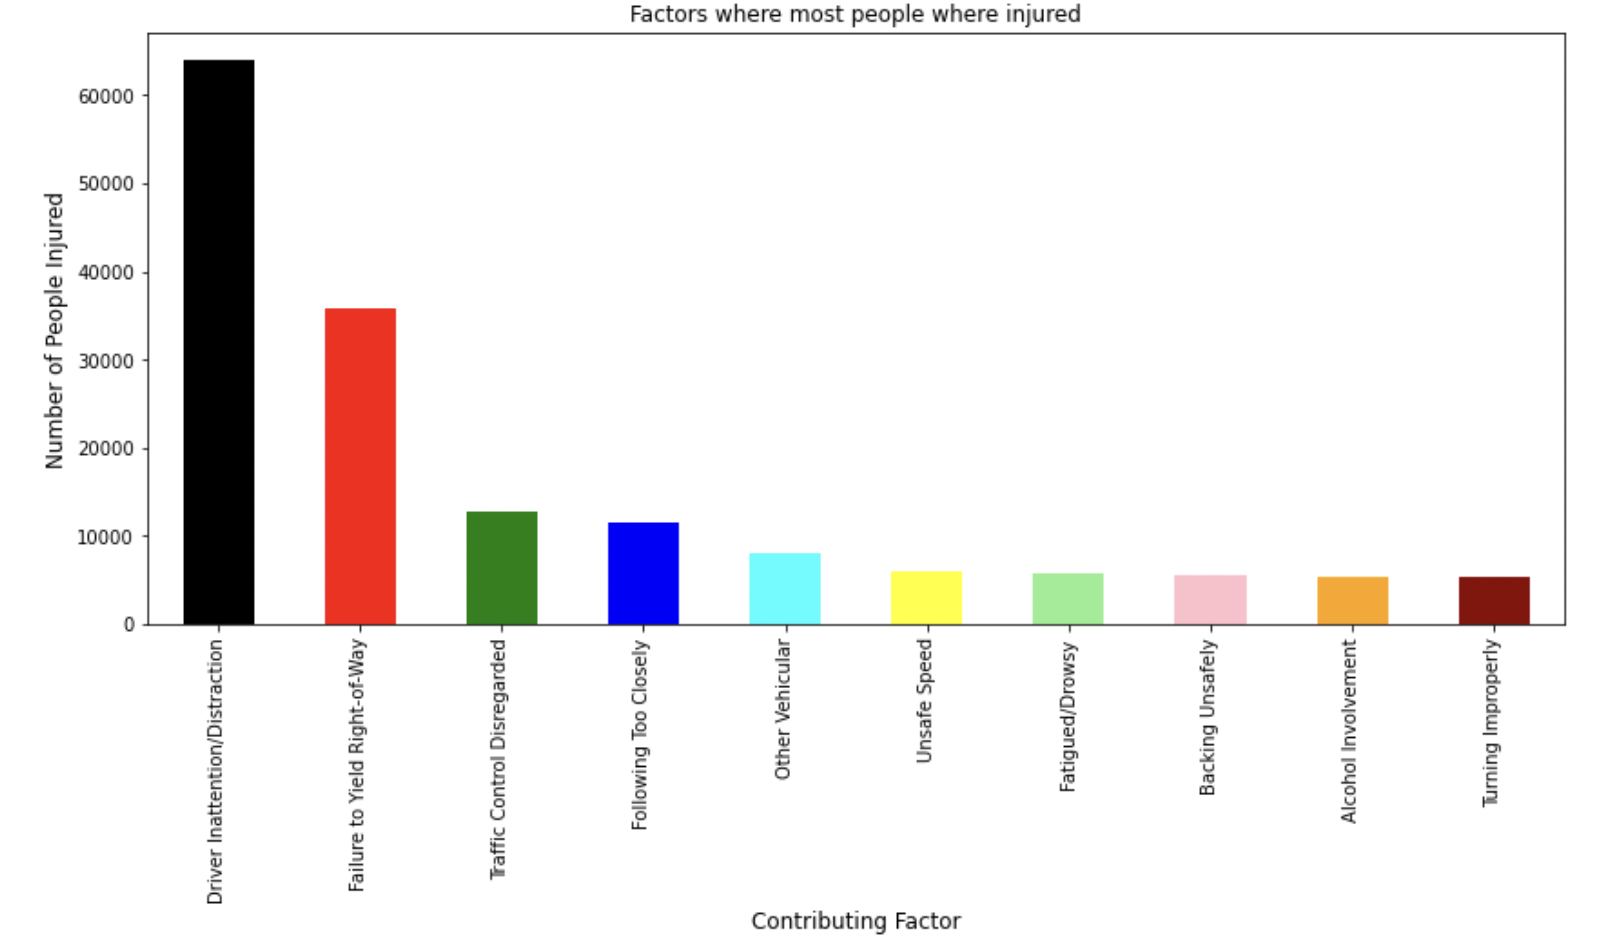 Factors where most people where injured
Number of People Injured
60000
50000
40000
30000
20000
10000
0
Driver Inattention/Distraction
Failure to Yield Right-of-Way
Traffic Control Disregarded
Following Too Closely
Other Vehicular
Unsafe Speed
Fatigued/Drowsy
Backing Unsafely
Alcohol Involvement
Turning Improperly
Contributing Factor